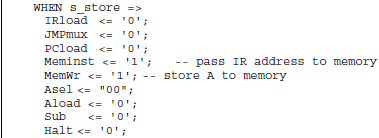 WHEN s_store =>
IRload <= '0';
JMPmux <= '0';
PCload <= '0';
Meminst <= '1'; -- pass IR address to memory
MemWr <= '1'; -- store A to memory
Asel <= "00";
Aload <= '0';
Sub <= '0';
Halt <= '0';